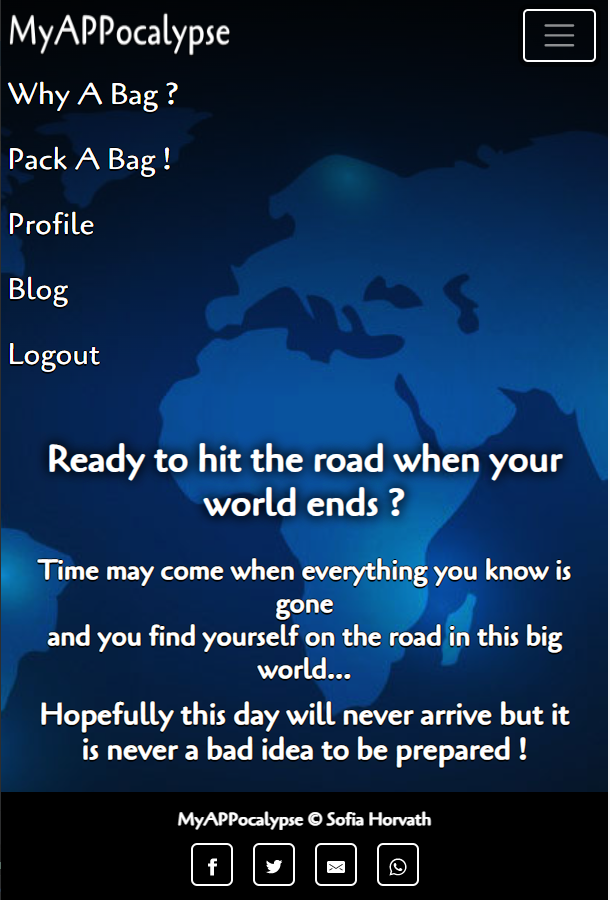 MyAPPocalypse
Why A Bag ?
Pack A Bag !
Profile
Blog
Logout
Ready to hit the road when your
world ends ?
Time may come when everything you know is
gone
and you find yourself on the road in this big
world...
Hopefully this day will never arrive but it
is never a bad idea to be prepared !
MyAPPocalypse © Sofia Horvath